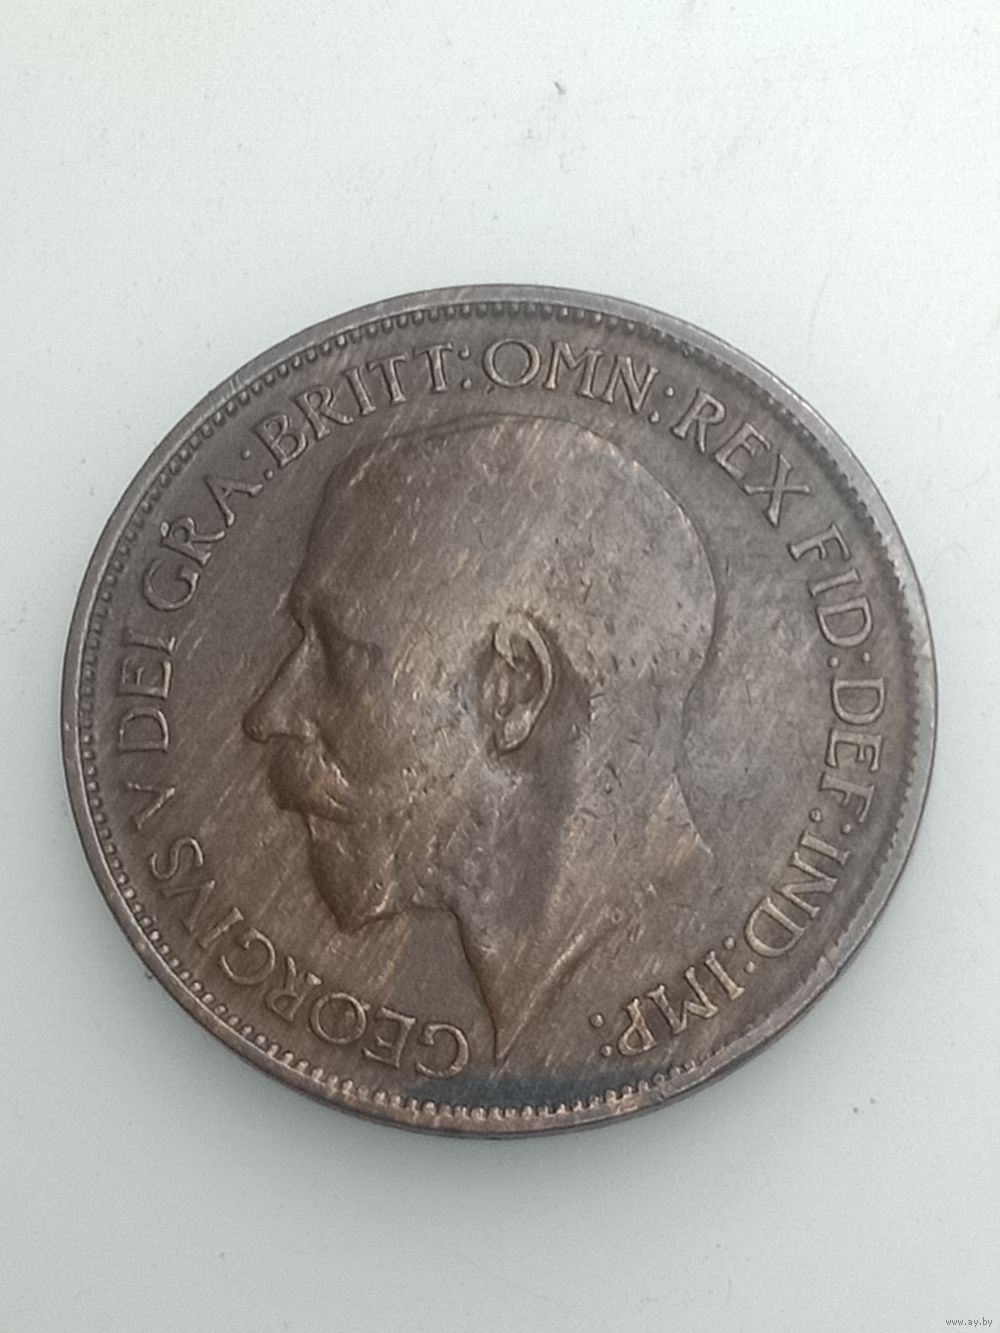 GEORGIVS V DEI GRA: BRITT: OMN: REX FID: DEF: IND: IMP:
www.ay.by